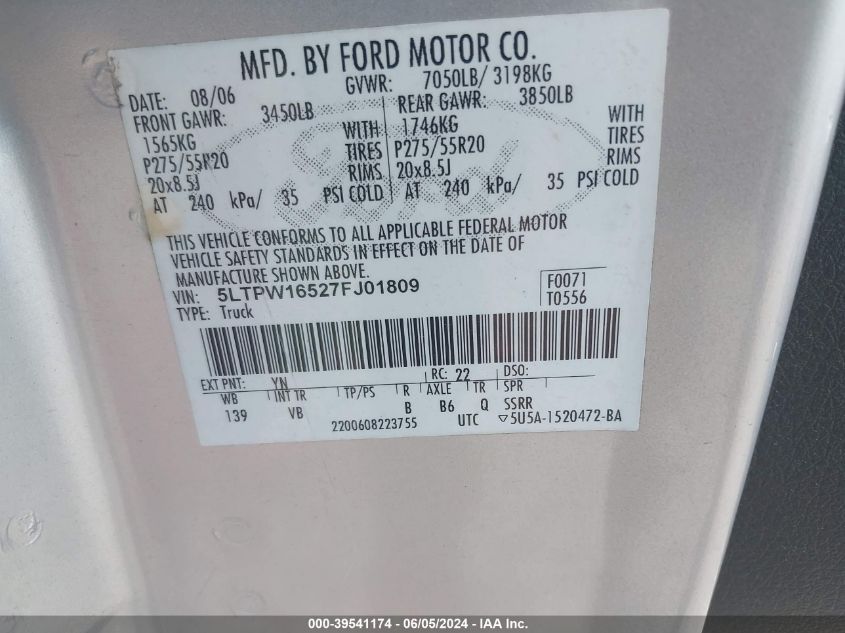 MFD. BY FORD MOTOR CO.
DATE: 08/06 GVWR: 7050LB/ 3198KG
FRONT GAWR: 3450LB REAR GAWR: 3850LB
1565KG WITH 1746KG WITH
P275/55R20 TIRES P275/55R20 TIRES
20x8.5J RIMS 20x8.5J RIMS
AT 240 kPa/ 35 PSI COLD AT 240 kPa/ 35 PSI COLD
Ford
THIS VEHICLE CONFORMS TO ALL APPLICABLE FEDERAL MOTOR
VEHICLE SAFETY STANDARDS IN EFFECT ON THE DATE OF
MANUFACTURE SHOWN ABOVE.
VIN: 5LTPW16527FJ01809 F0071
TYPE: Truck T0556
EXT PNT: YN RC: 22 DSO:
WB INT TR TP/PS R AXLE TR SPR
139 VB B B6 Q SSRR
2200608223755 UTC ▽5U5A-1520472-BA
000-39541174 - 06/05/2024 - IAA Inc.